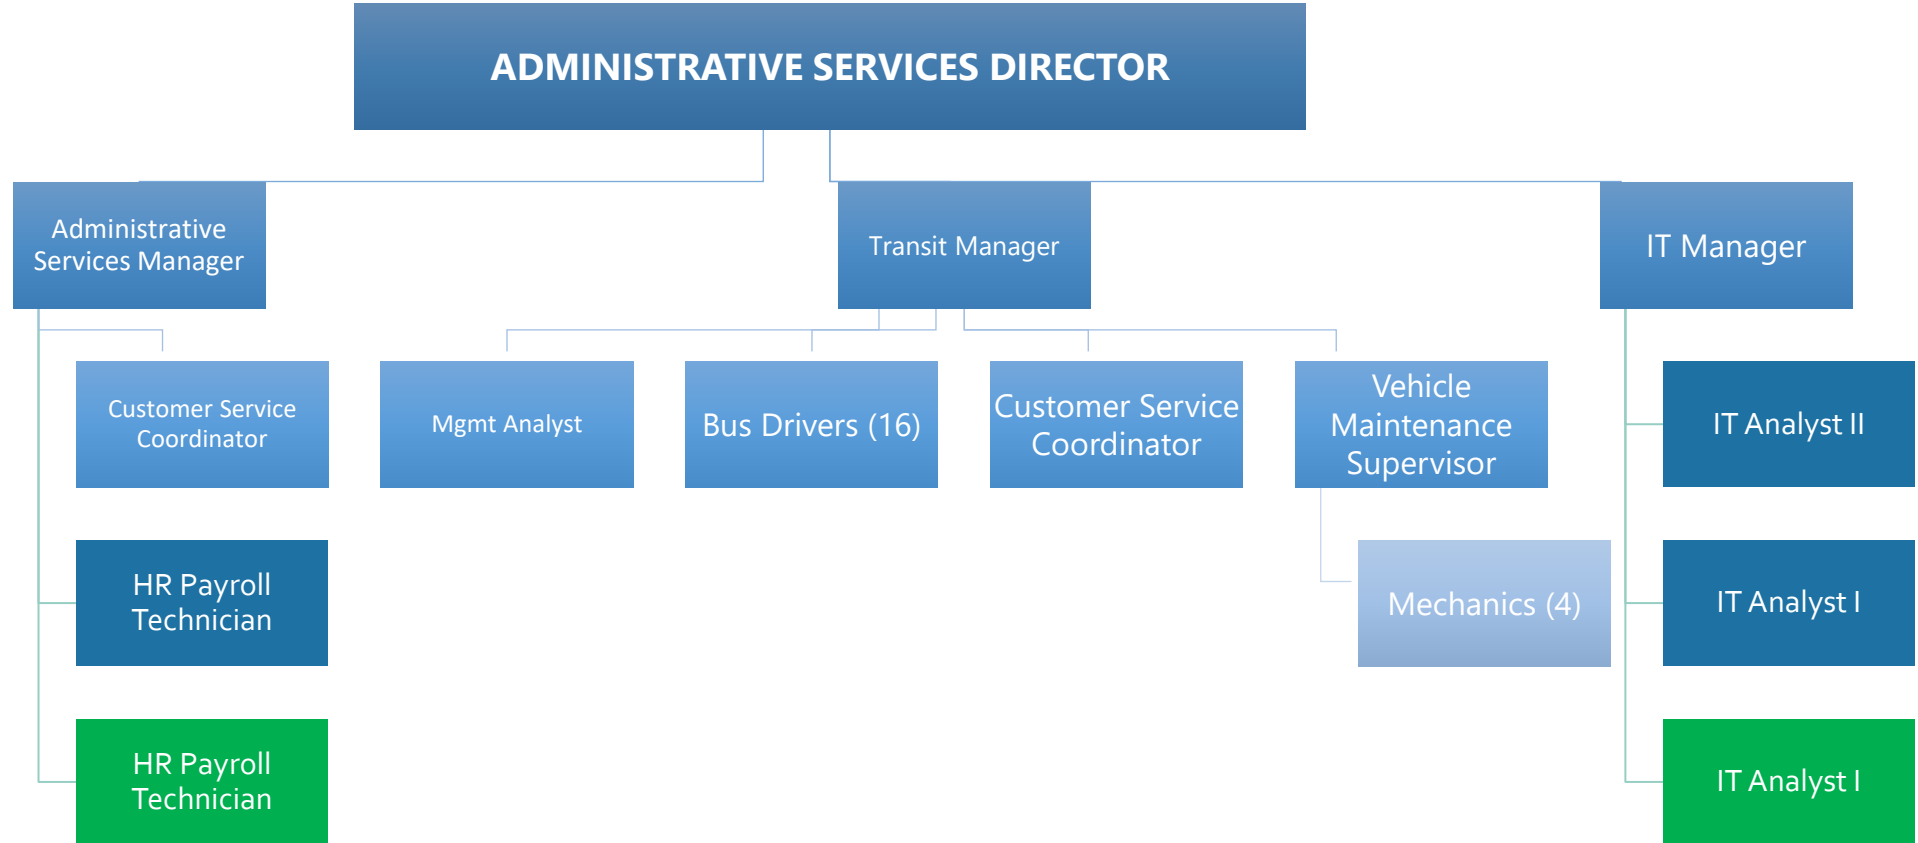 ADMINISTRATIVE SERVICES DIRECTOR
Administrative
Services Manager
Transit Manager
IT Manager
Customer Service
Coordinator
Mgmt Analyst
Bus Drivers (16)
Customer Service
Coordinator
Vehicle
Maintenance
Supervisor
IT Analyst II
HR Payroll
Technician
Mechanics (4)
IT Analyst I
HR Payroll
Technician
IT Analyst I